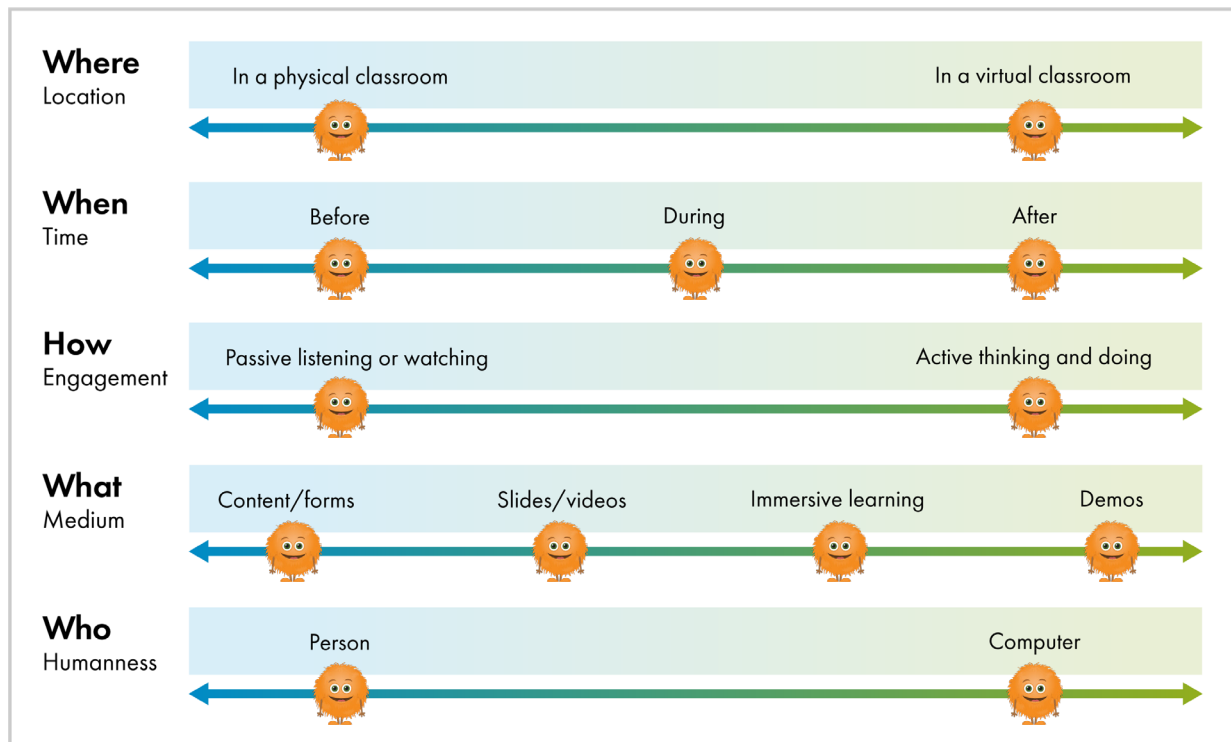 Where
Location
In a physical classroom
In a virtual classroom
When
Time
Before
During
After
How
Engagement
Passive listening or watching
Active thinking and doing
What
Medium
Content/forms
Slides/videos
Immersive learning
Demos
Who
Humanness
Person
Computer